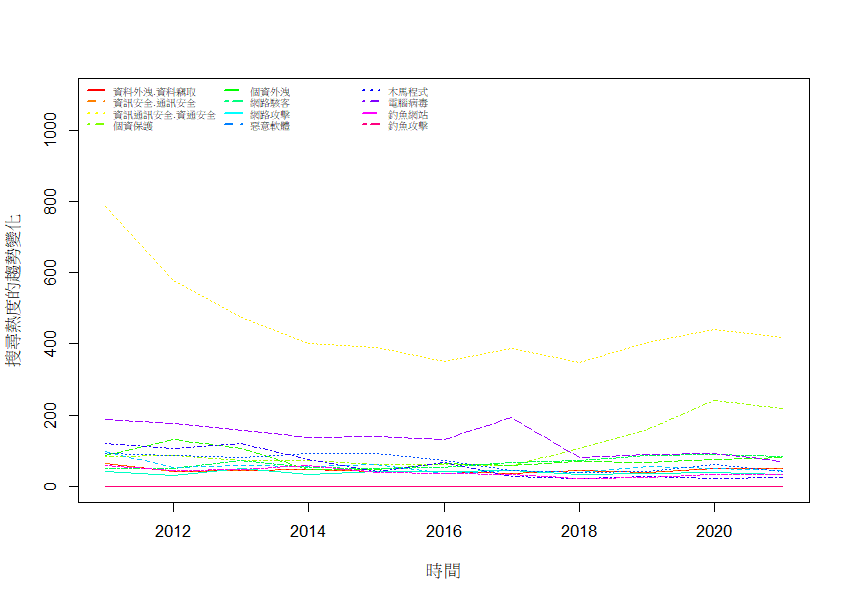 資料外洩.資料竊取
資訊安全.通訊安全
資訊通訊安全.資通安全
個資保護
個資外洩
網路駭客
網路攻擊
惡意軟體
木馬程式
電腦病毒
釣魚網站
釣魚攻擊
搜尋熱度的趨勢變化
1000
800
600
400
200
0
2012
2014
2016
2018
2020
時間